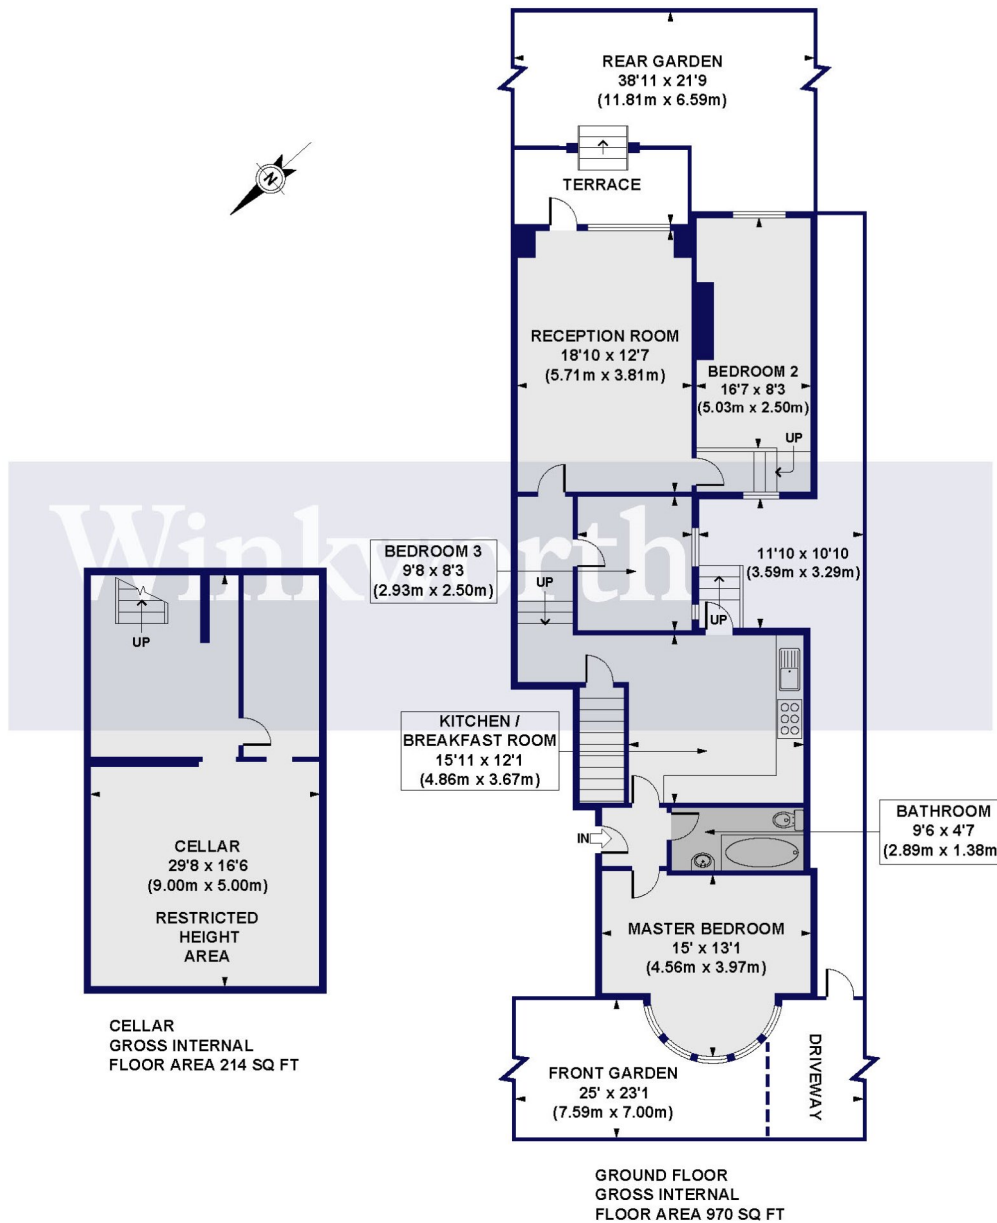 REAR GARDEN
38'11 x 21'9
(11.81m x 6.59m)
N
TERRACE
RECEPTION ROOM
18'10 x 12'7
(5.71m x 3.81m)
BEDROOM 2
16'7 x 8'3
(5.03m x 2.50m)
UP
Winkworth
BEDROOM 3
9'8 x 8'3
(2.93m x 2.50m)
UP
11'10 x 10'10
(3.59m x 3.29m)
UP
UP
KITCHEN /
BREAKFAST ROOM
15'11 x 12'1
(4.86m x 3.67m)
BATHROOM
9'6 x 4'7
(2.89m x 1.38m
IN
CELLAR
29'8 x 16'6
(9.00m x 5.00m)
RESTRICTED
HEIGHT
AREA
MASTER BEDROOM
15' x 13'1
(4.56m x 3.97m)
CELLAR
GROSS INTERNAL
FLOOR AREA 214 SQ FT
FRONT GARDEN
25' x 23'1
(7.59m x 7.00m)
DRIVEWAY
GROUND FLOOR
GROSS INTERNAL
FLOOR AREA 970 SQ FT